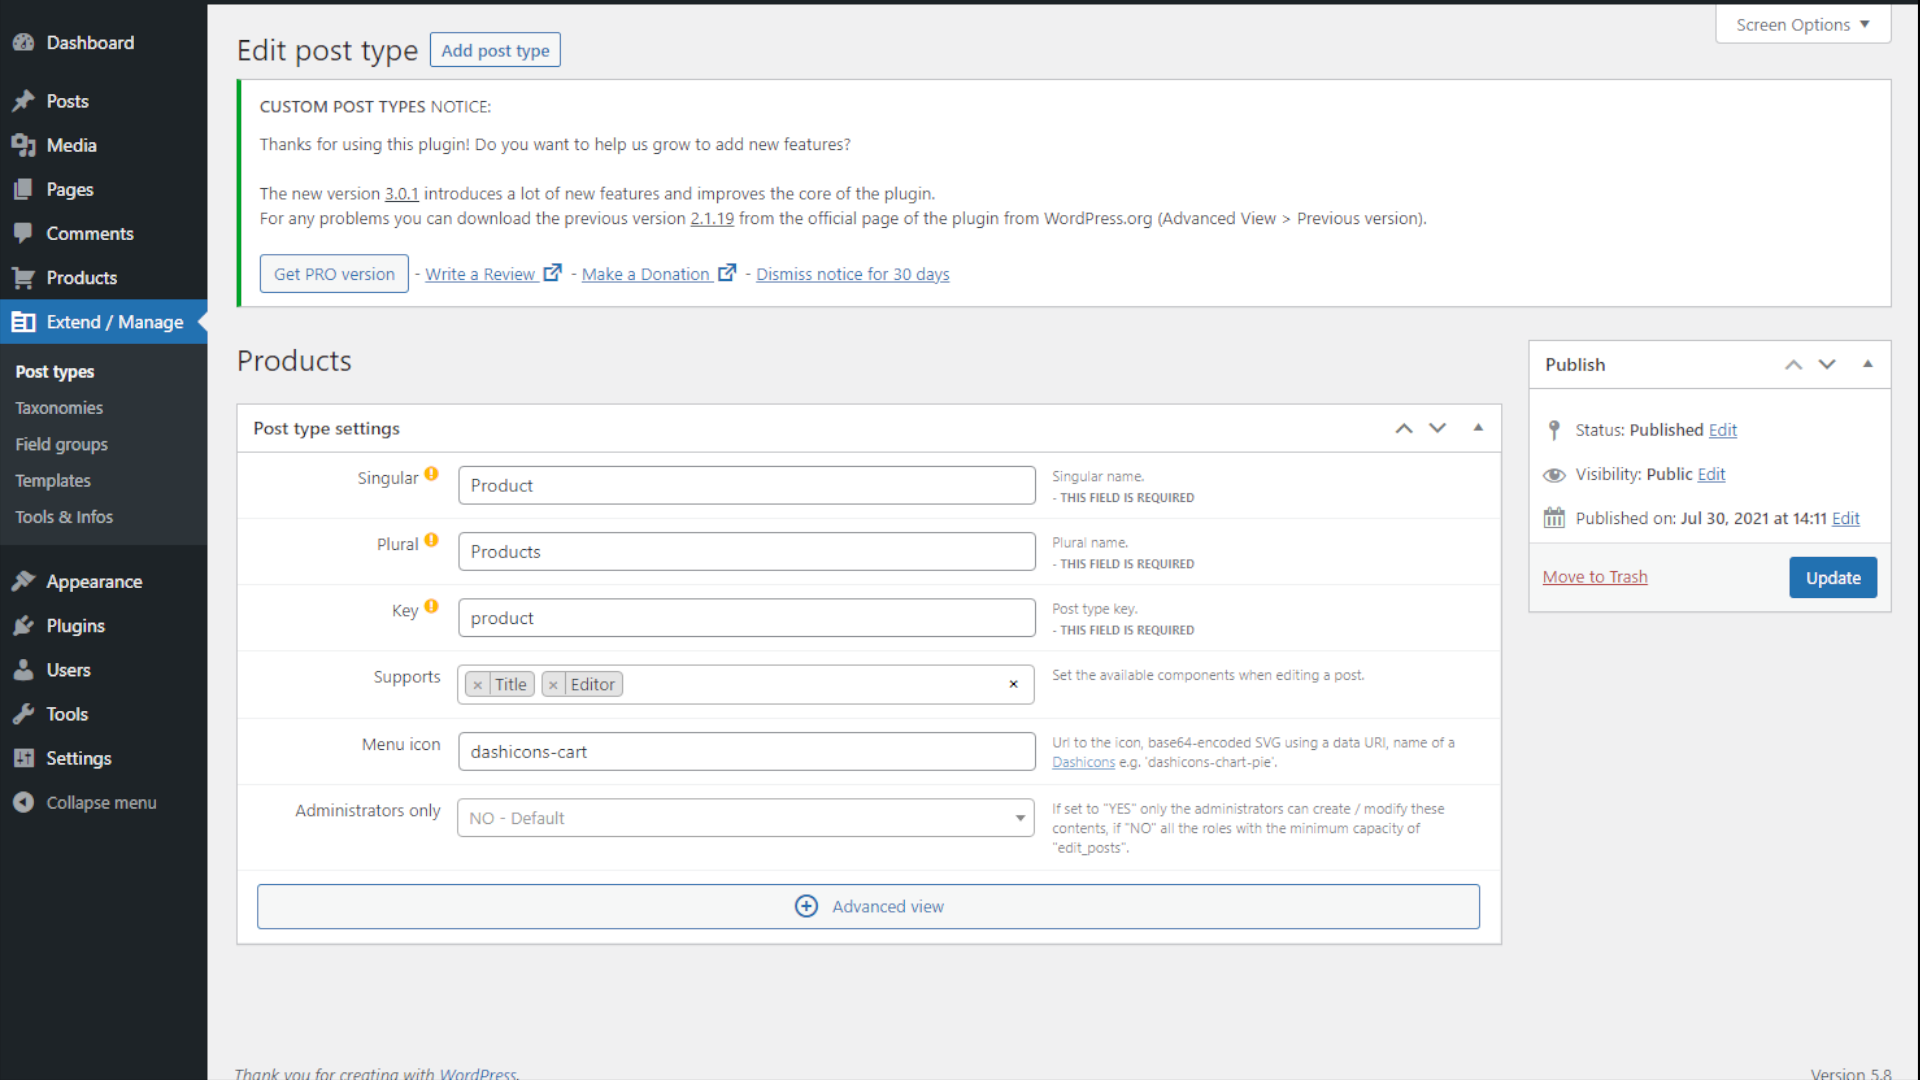 Dashboard
Posts
Media
Pages
Comments
Products
Extend / Manage
Post types
Taxonomies
Field groups
Templates
Tools & Infos
Appearance
Plugins
Users
Tools
Settings
Collapse menu
Screen Options
Edit post type
Add post type
CUSTOM POST TYPES NOTICE:
Thanks for using this plugin! Do you want to help us grow to add new features?
The new version 3.0.1 introduces a lot of new features and improves the core of the plugin.
For any problems you can download the previous version 2.1.19 from the official page of the plugin from WordPress.org (Advanced View > Previous version).
Get PRO version - Write a Review - Make a Donation - Dismiss notice for 30 days
Products
Post type settings
Singular
Product
Singular name.
- THIS FIELD IS REQUIRED
Plural
Products
Plural name.
- THIS FIELD IS REQUIRED
Key
product
Post type key.
- THIS FIELD IS REQUIRED
Supports
× Title × Editor ×
Set the available components when editing a post.
Menu icon
dashicons-cart
Url to the icon, base64-encoded SVG using a data URI, name of a
Dashicons e.g. 'dashicons-chart-pie'.
Administrators only
NO - Default
If set to "YES" only the administrators can create / modify these
contents, if "NO" all the roles with the minimum capacity of
"edit_posts".
Advanced view
Publish
Status: Published Edit
Visibility: Public Edit
Published on: Jul 30, 2021 at 14:11 Edit
Move to Trash
Update
Thank you for creating with WordPress.
Version 5.8